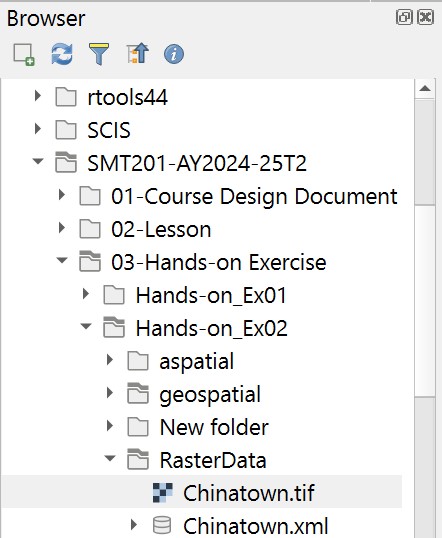 Browser
rtools44
SCIS
SMT201-AY2024-25T2
01-Course Design Document
02-Lesson
03-Hands-on Exercise
Hands-on_Ex01
Hands-on_Ex02
aspatial
geospatial
New folder
RasterData
Chinatown.tif
Chinatown.xml